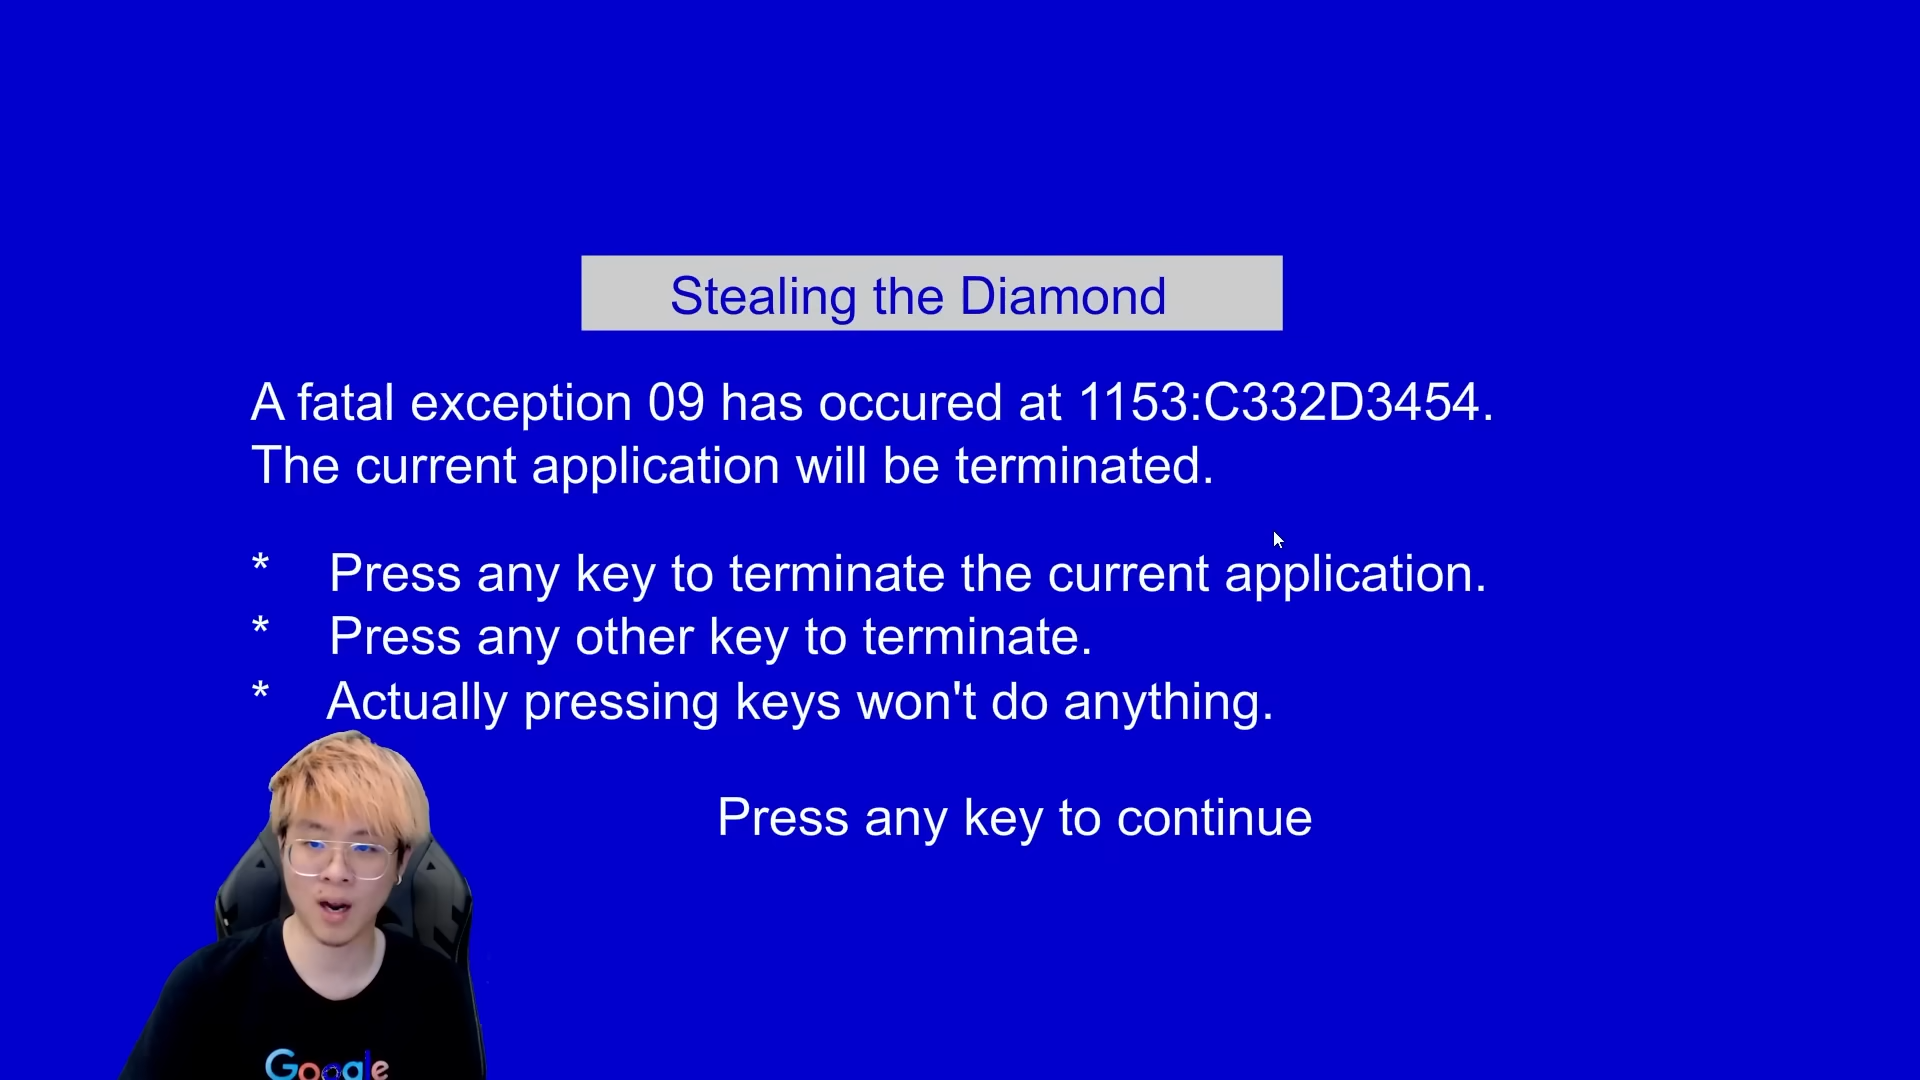 Stealing the Diamond
A fatal exception 09 has occured at 1153:C332D3454.
The current application will be terminated.
* Press any key to terminate the current application.
* Press any other key to terminate.
* Actually pressing keys won't do anything.
Press any key to continue
Google